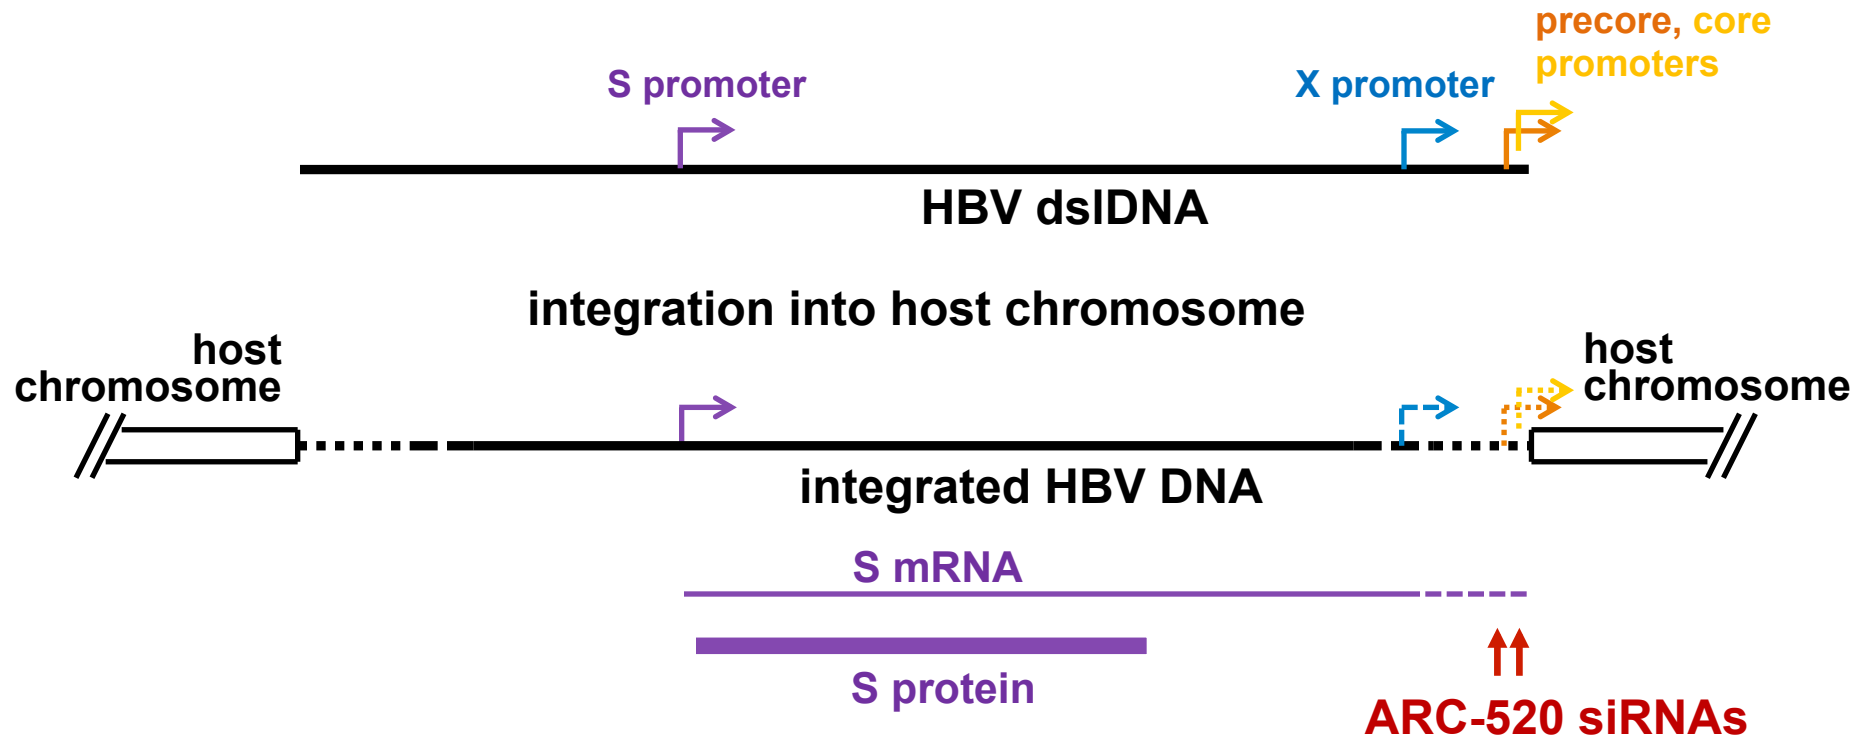 precore, core
promoters
S promoter
X promoter
HBV dslDNA
integration into host chromosome
host
chromosome
host
chromosome
integrated HBV DNA
S mRNA
S protein
ARC-520 siRNAs